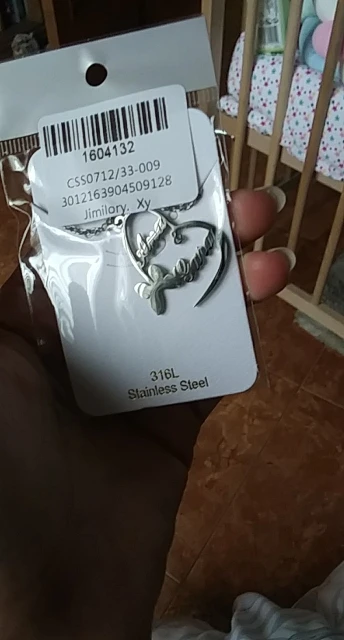 1604132
CSS0712/33-009
3012163904509128
Jimilory, Xy
316L
Stainless Steel